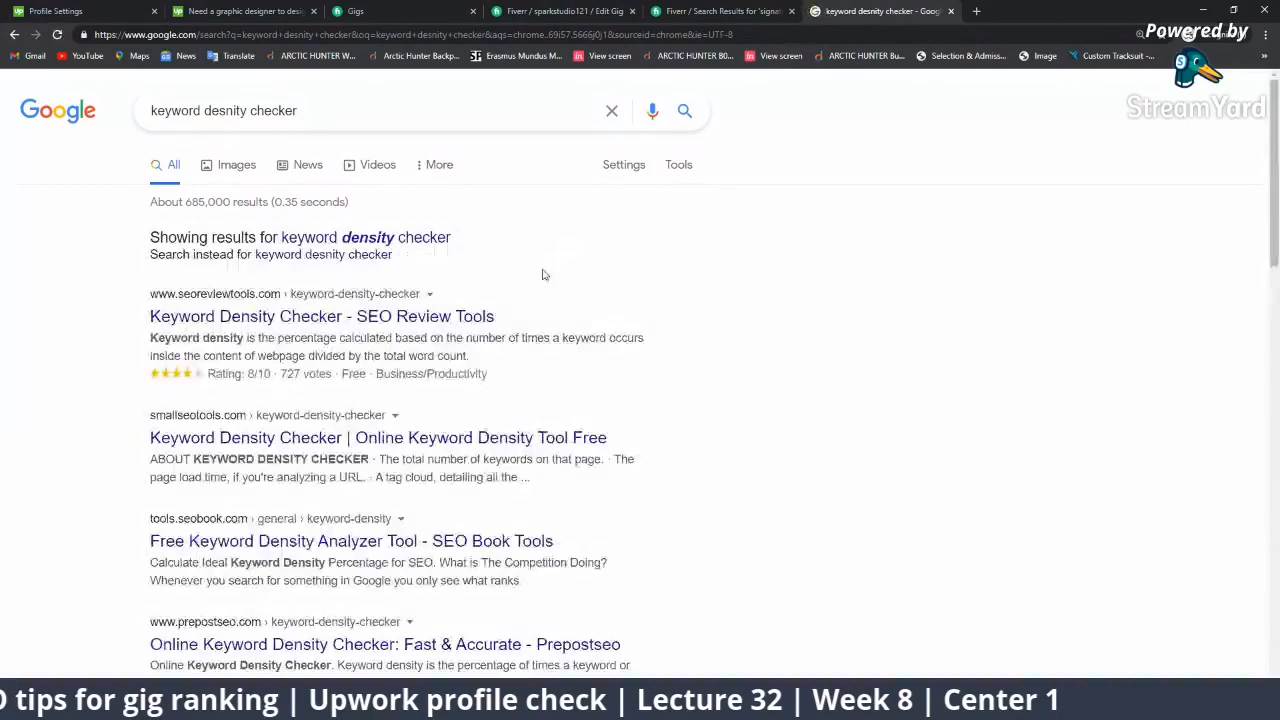 Profile Settings
Need a graphic designer to desig
Gigs
Fiverr / sparkstudio121 / Edit Gig
Fiverr / Search Results for 'signat
keyword desnity checker - Goog
Powered by
https://www.google.com/search?q=keyword+desnity+checker&oq=keyword+desnity+checker&aqs=chrome..69i57.5666j0j1&sourceid=chrome&ie=UTF-8
Gmail
YouTube
Maps
News
Translate
ARCTIC HUNTER W...
Arctic Hunter Backp...
Erasmus Mundus M...
View screen
ARCTIC HUNTER 80...
View screen
ARCTIC HUNTER Bu...
Selection & Admiss...
Image
Custom Tracksuit -...
StreamYard
Google
keyword desnity checker
All
Images
News
Videos
More
Settings
Tools
About 685,000 results (0.35 seconds)
Showing results for keyword density checker
Search instead for keyword desnity checker
www.seoreviewtools.com › keyword-density-checker
Keyword Density Checker - SEO Review Tools
Keyword density is the percentage calculated based on the number of times a keyword occurs
inside the content of webpage divided by the total word count.
Rating: 8/10 · 727 votes · Free · Business/Productivity
smallseotools.com › keyword-density-checker
Keyword Density Checker | Online Keyword Density Tool Free
ABOUT KEYWORD DENSITY CHECKER · The total number of keywords on that page. · The
page load time, if you're analyzing a URL. · A tag cloud, detailing all the ...
tools.seobook.com › general › keyword-density
Free Keyword Density Analyzer Tool - SEO Book Tools
Calculate Ideal Keyword Density Percentage for SEO. What is The Competition Doing?
Whenever you search for something in Google you only see what ranks
www.prepostseo.com › keyword-density-checker
Online Keyword Density Checker: Fast & Accurate - Prepostseo
Online Keyword Density Checker. Keyword density is the percentage of times a keyword or
O tips for gig ranking | Upwork profile check | Lecture 32 | Week 8 | Center 1